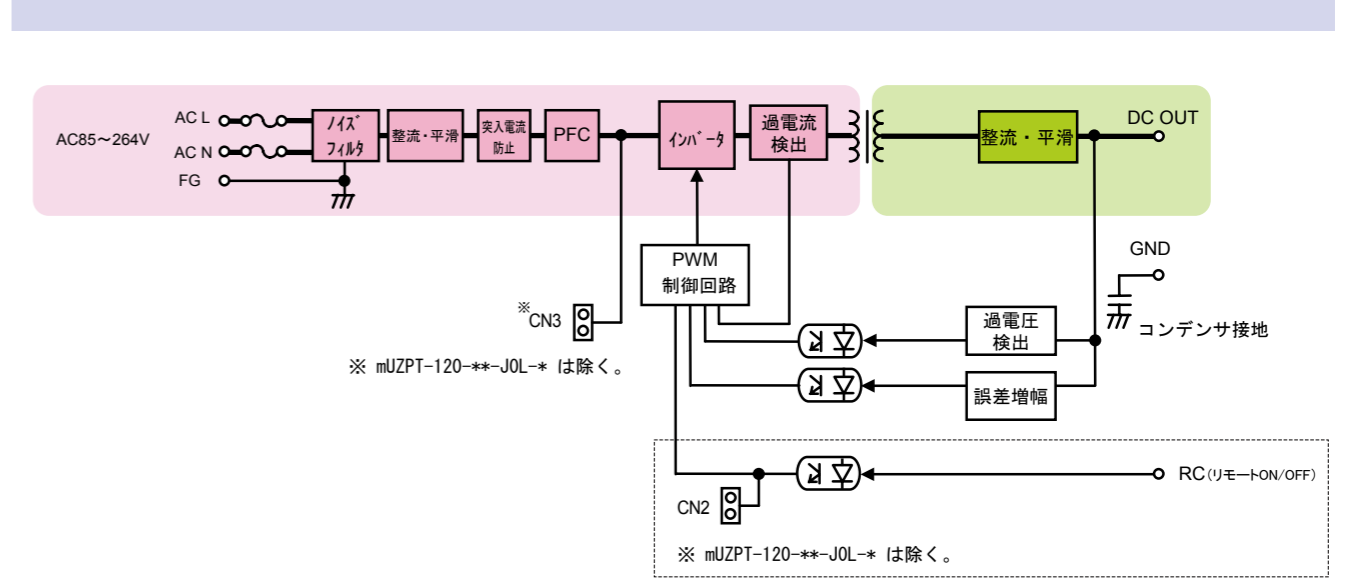 AC85～264V
AC L
AC N
FG
ﾉｲｽﾞ
ﾌｨﾙﾀ
整流・平滑
突入電流
防止
PFC
ｲﾝﾊﾞｰﾀ
過電流
検出
整流・平滑
DC OUT
PWM
制御回路
GND
コンデンサ接地
※CN3
※ mUZPT-120-**-J0L-* は除く。
過電圧
検出
誤差増幅
RC(ﾘﾓｰﾄON/OFF)
CN2
※ mUZPT-120-**-J0L-* は除く。